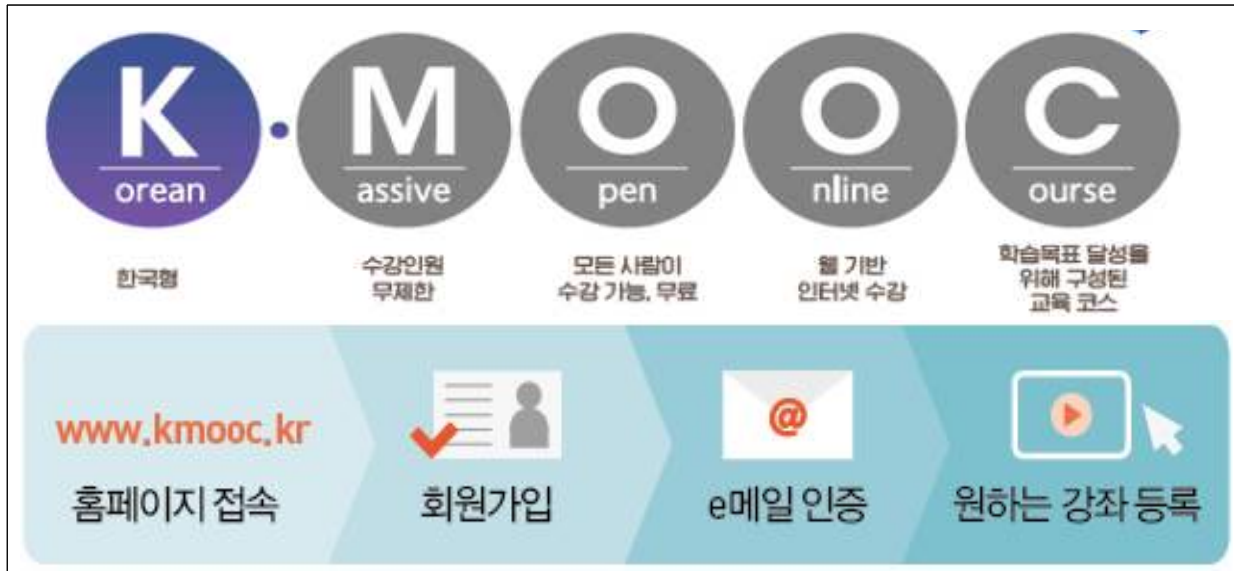 K·MOOC
orean assive pen nline ourse
한국형
수강인원
무제한
모든 사람이
수강 가능, 무료
웹 기반
인터넷 수강
학습목표 달성을
위해 구성된
교육 코스
www.kmooc.kr
홈페이지 접속
회원가입
@
e메일 인증
원하는 강좌 등록